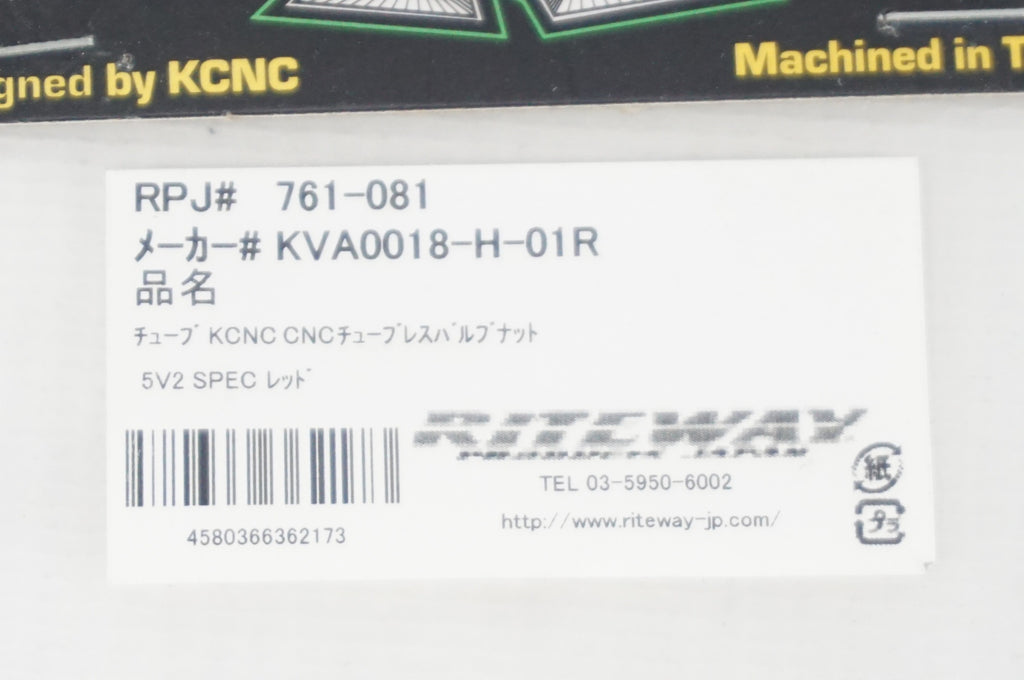 gned by KCNC
Machined in T
RPJ# 761-081
ﾒｰｶｰ# KVA0018-H-01R
品名
ﾁｭｰﾌﾞ KCNC CNCﾁｭｰﾌﾞﾚｽﾊﾞﾙﾌﾞﾅｯﾄ
5V2 SPEC ﾚｯﾄﾞ
RITEWAY
TEL 03-5950-6002
http://www.riteway-jp.com/
4580366362173
紙
プラ